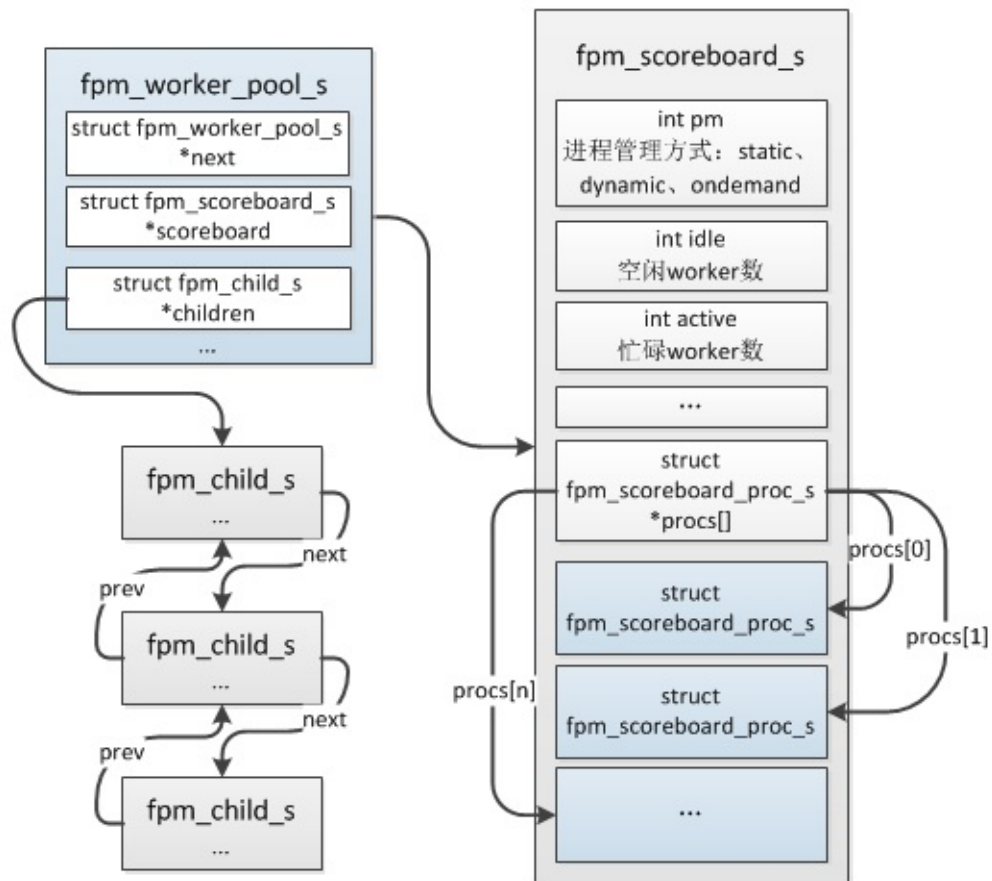 fpm_worker_pool_s
struct fpm_worker_pool_s
*next
struct fpm_scoreboard_s
*scoreboard
struct fpm_child_s
*children
...
fpm_child_s
...
next
prev
fpm_child_s
...
next
prev
fpm_child_s
...
fpm_scoreboard_s
int pm
进程管理方式：static、
dynamic、ondemand
int idle
空闲worker数
int active
忙碌worker数
...
struct
fpm_scoreboard_proc_s
*procs[]
procs[0]
struct
fpm_scoreboard_proc_s
procs[1]
procs[n]
struct
fpm_scoreboard_proc_s
...